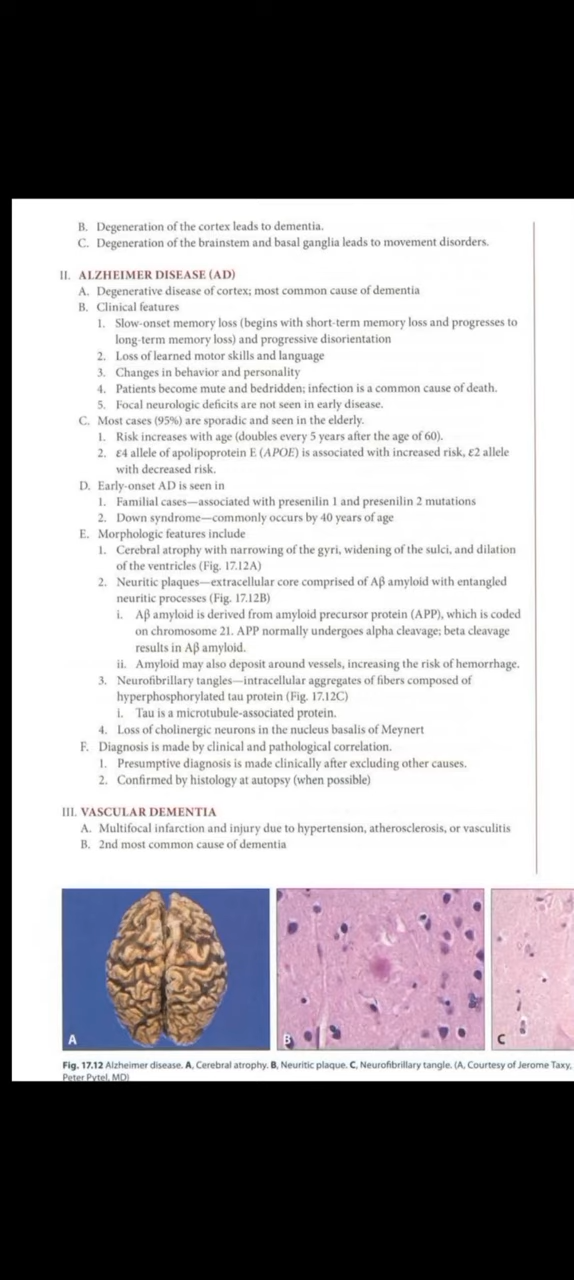 B. Degeneration of the cortex leads to dementia.
C. Degeneration of the brainstem and basal ganglia leads to movement disorders.
II. ALZHEIMER DISEASE (AD)
A. Degenerative disease of cortex; most common cause of dementia
B. Clinical features
1. Slow-onset memory loss (begins with short-term memory loss and progresses to
long-term memory loss) and progressive disorientation
2. Loss of learned motor skills and language
3. Changes in behavior and personality
4. Patients become mute and bedridden; infection is a common cause of death.
5. Focal neurologic deficits are not seen in early disease.
C. Most cases (95%) are sporadic and seen in the elderly.
1. Risk increases with age (doubles every 5 years after the age of 60).
2. ε4 allele of apolipoprotein E (APOE) is associated with increased risk, ε2 allele
with decreased risk.
D. Early-onset AD is seen in
1. Familial cases—associated with presenilin 1 and presenilin 2 mutations
2. Down syndrome—commonly occurs by 40 years of age
E. Morphologic features include
1. Cerebral atrophy with narrowing of the gyri, widening of the sulci, and dilation
of the ventricles (Fig. 17.12A)
2. Neuritic plaques—extracellular core comprised of Aβ amyloid with entangled
neuritic processes (Fig. 17.12B)
i. Aβ amyloid is derived from amyloid precursor protein (APP), which is coded
on chromosome 21. APP normally undergoes alpha cleavage; beta cleavage
results in Aβ amyloid.
ii. Amyloid may also deposit around vessels, increasing the risk of hemorrhage.
3. Neurofibrillary tangles—intracellular aggregates of fibers composed of
hyperphosphorylated tau protein (Fig. 17.12C)
i. Tau is a microtubule-associated protein.
4. Loss of cholinergic neurons in the nucleus basalis of Meynert
F. Diagnosis is made by clinical and pathological correlation.
1. Presumptive diagnosis is made clinically after excluding other causes.
2. Confirmed by histology at autopsy (when possible)
III. VASCULAR DEMENTIA
A. Multifocal infarction and injury due to hypertension, atherosclerosis, or vasculitis
B. 2nd most common cause of dementia
A B C
Fig. 17.12 Alzheimer disease. A, Cerebral atrophy. B, Neuritic plaque. C, Neurofibrillary tangle. (A, Courtesy of Jerome Taxy,
Peter Pytel, MD)